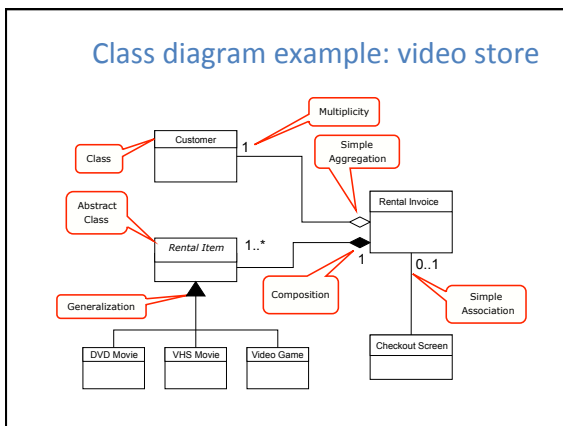 Class diagram example: video store
Multiplicity
Customer
1
Class
Simple
Aggregation
Rental Invoice
Abstract
Class
Rental Item
1..*
1
0..1
Generalization
Composition
Simple
Association
DVD Movie
VHS Movie
Video Game
Checkout Screen